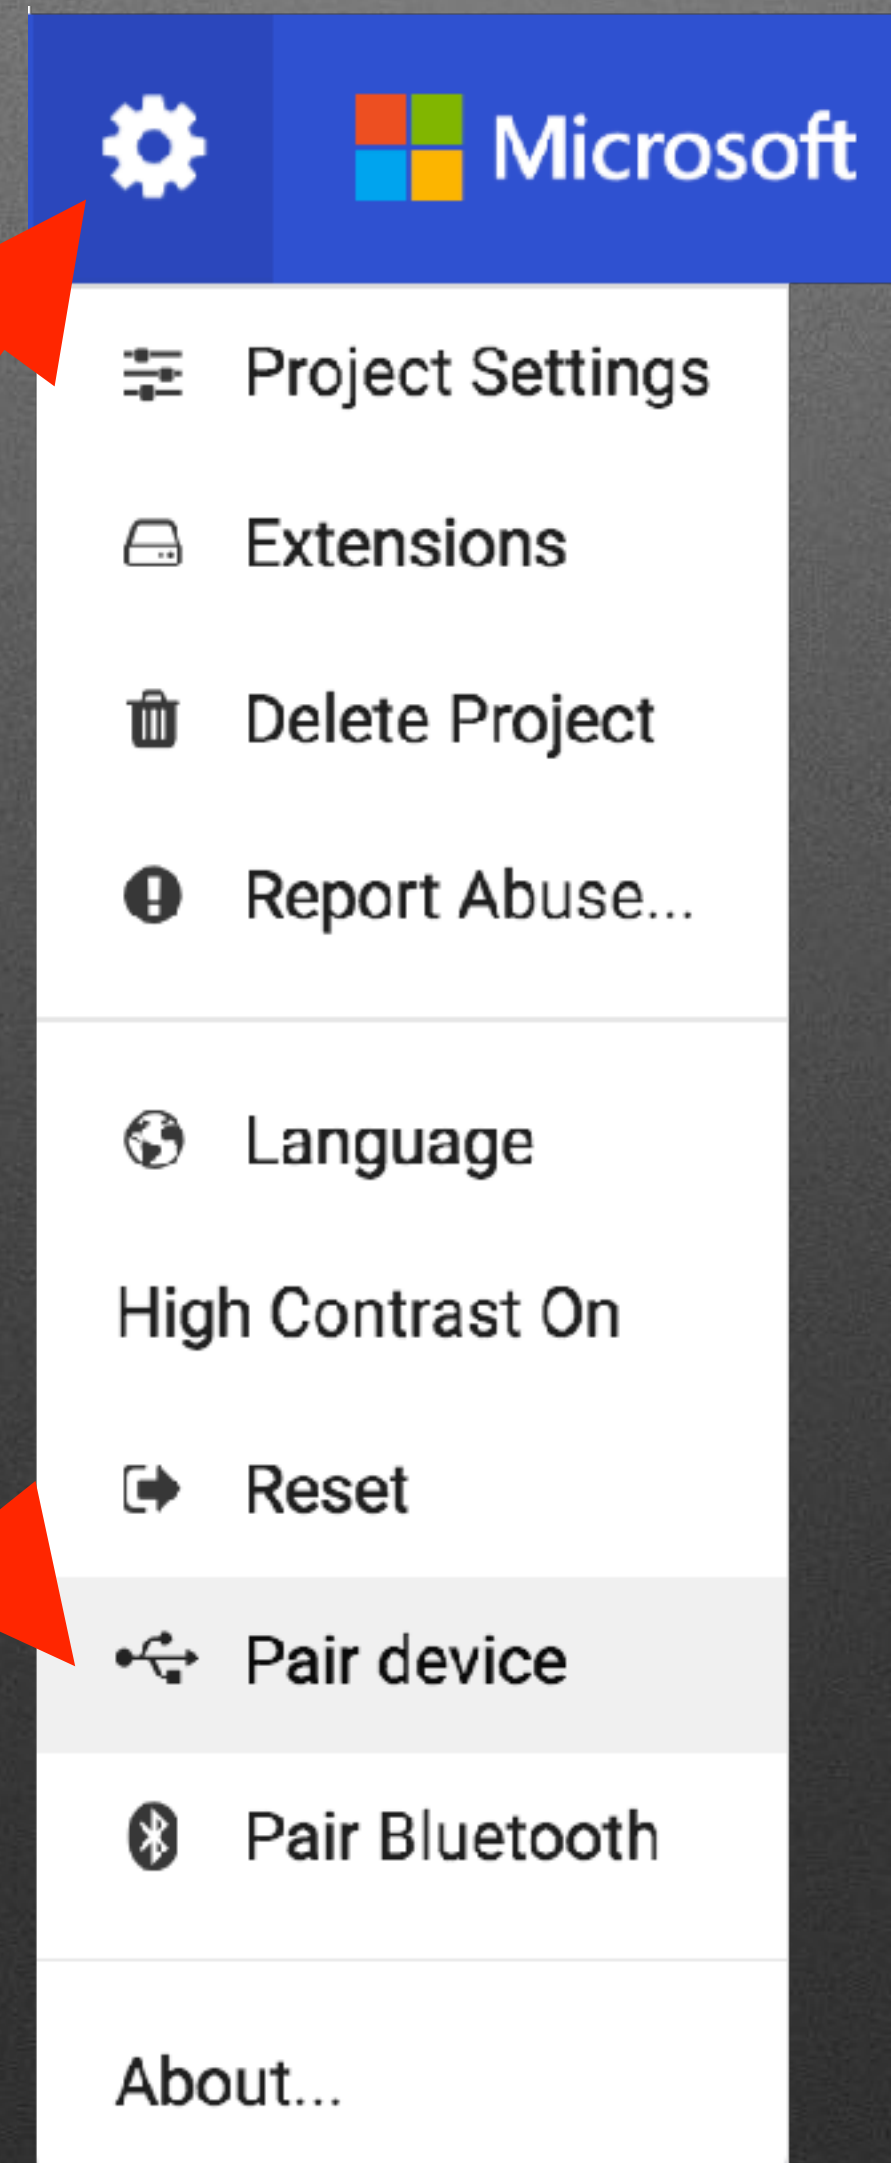 Microsoft
Project Settings
Extensions
Delete Project
Report Abuse...
Language
High Contrast On
Reset
Pair device
Pair Bluetooth
About...